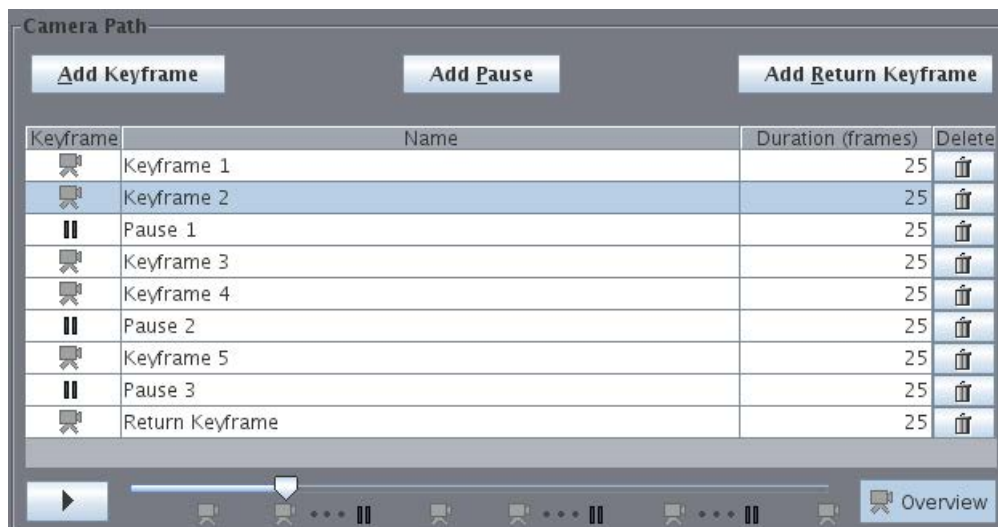 Camera Path
Add Keyframe Add Pause Add Return Keyframe
Keyframe Name Duration (frames) Delete
Keyframe 1 25
Keyframe 2 25
Pause 1 25
Keyframe 3 25
Keyframe 4 25
Pause 2 25
Keyframe 5 25
Pause 3 25
Return Keyframe 25
Overview